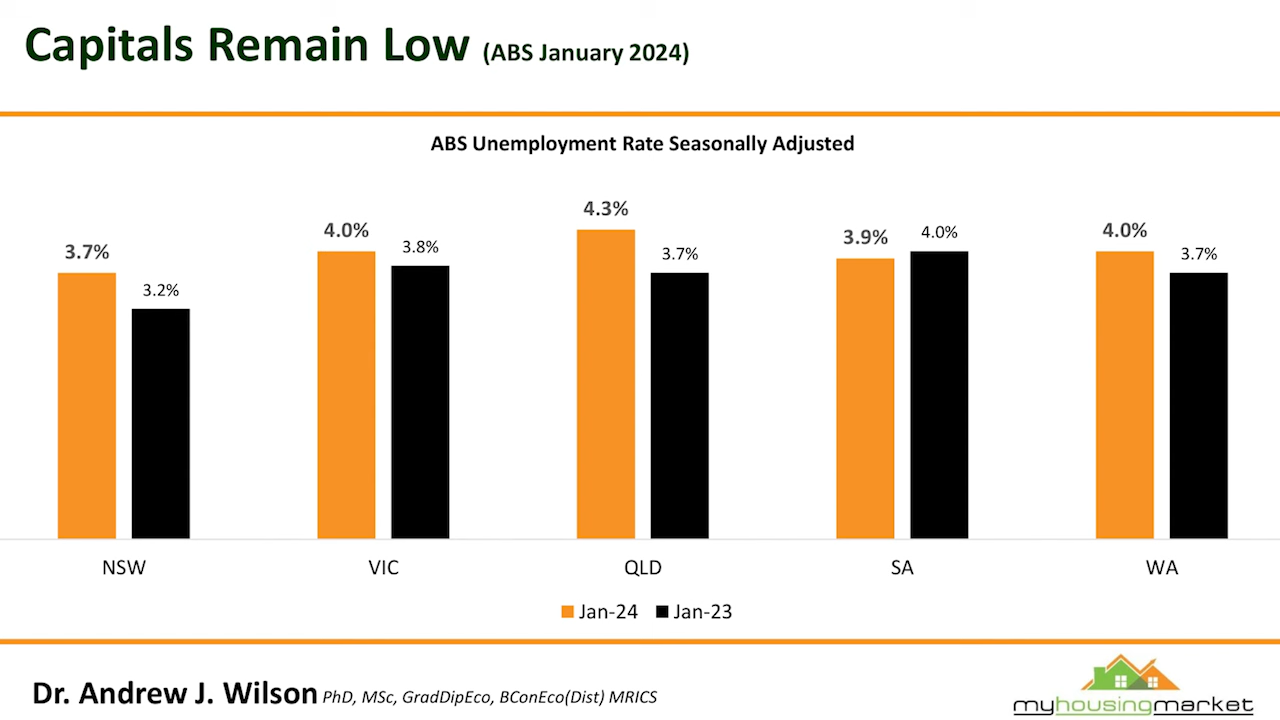 Capitals Remain Low (ABS January 2024)
ABS Unemployment Rate Seasonally Adjusted
3.7%
3.2%
4.0%
3.8%
4.3%
3.7%
3.9%
4.0%
4.0%
3.7%
NSW
VIC
QLD
SA
WA
Jan-24 Jan-23
Dr. Andrew J. Wilson PhD, MSc, GradDipEco, BConEco(Dist) MRICS
myhousingmarket